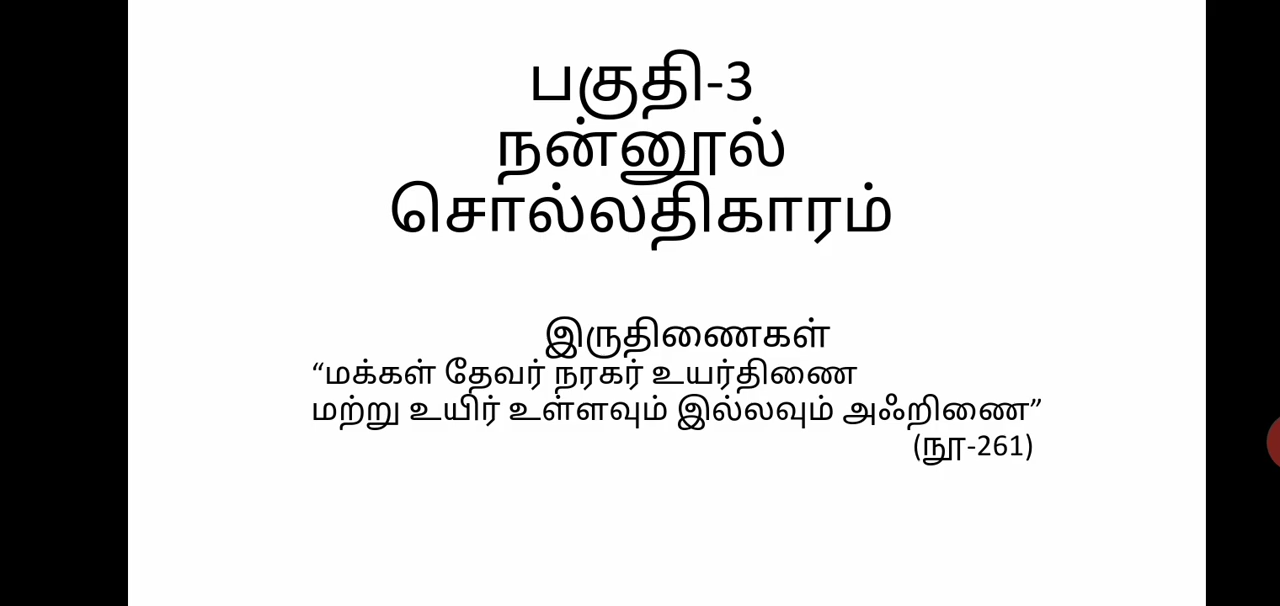 பகுதி-3
நன்னூல்
சொல்லதிகாரம்
இருதிணைகள்
“மக்கள் தேவர் நரகர் உயர்திணை
மற்று உயிர் உள்ளவும் இல்லவும் அஃறிணை”
(நூ-261)